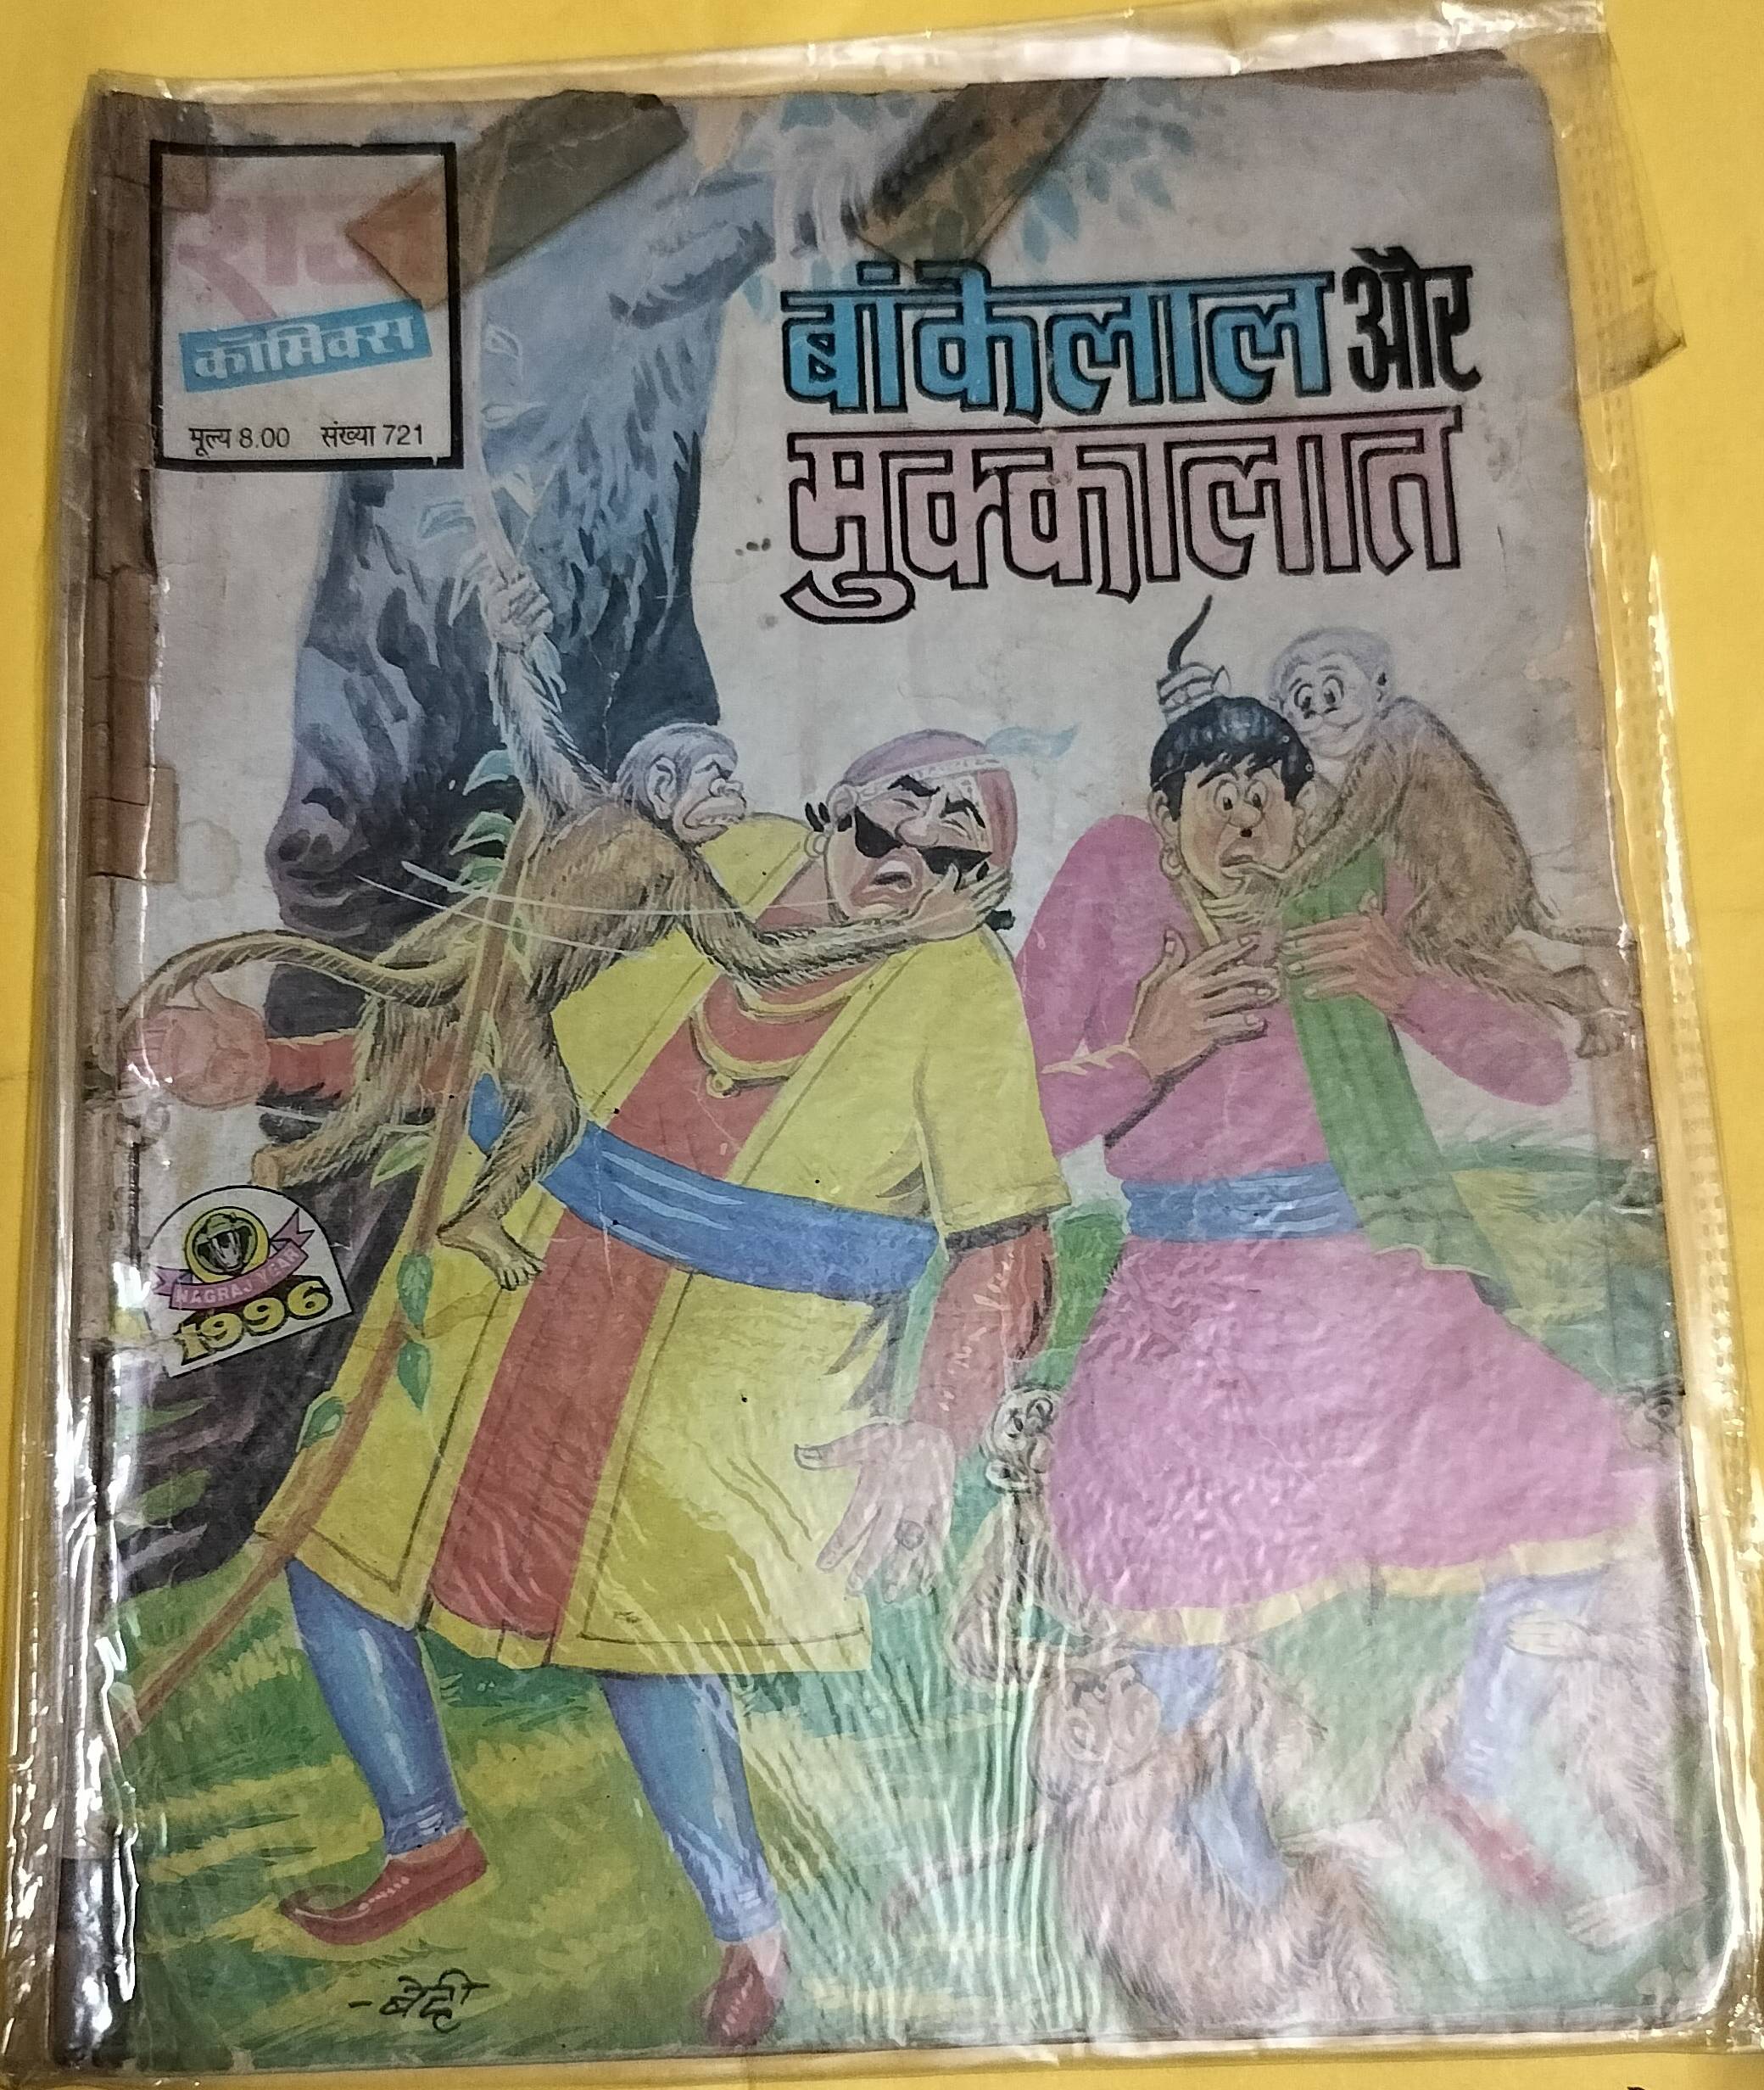 राज
कॉमिक्स
मूल्य 8.00 संख्या 721
बांकेलाल और
मुक्कालात
NAGRAJ YEAR
1996
-बेदी